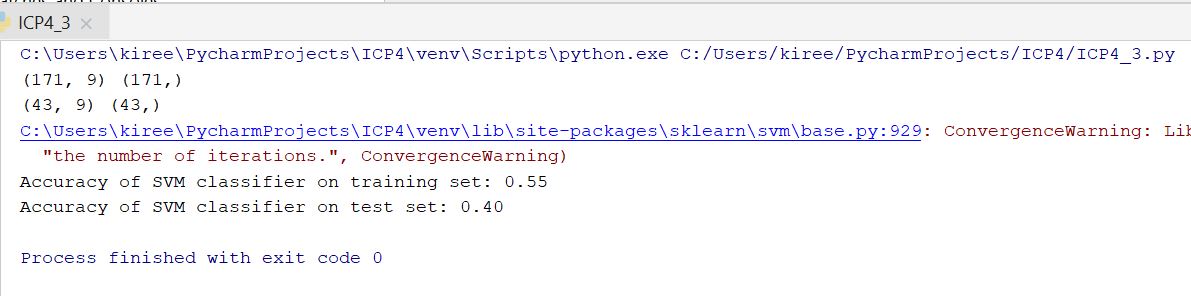 ICP4_3
C:\Users\kiree\PycharmProjects\ICP4\venv\Scripts\python.exe C:/Users/kiree/PycharmProjects/ICP4/ICP4_3.py
(171, 9) (171,)
(43, 9) (43,)
C:\Users\kiree\PycharmProjects\ICP4\venv\lib\site-packages\sklearn\svm\base.py:929: ConvergenceWarning: Lib
"the number of iterations.", ConvergenceWarning)
Accuracy of SVM classifier on training set: 0.55
Accuracy of SVM classifier on test set: 0.40
Process finished with exit code 0